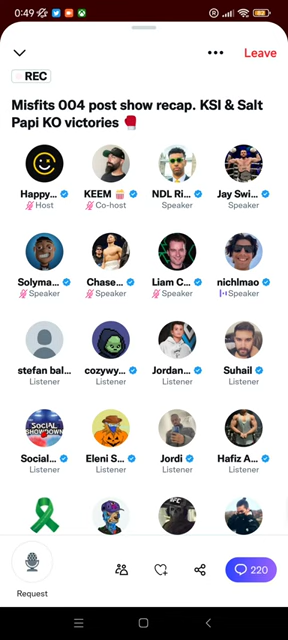 0:49
Leave
REC
Misfits 004 post show recap. KSI & Salt
Papi KO victories 🥊
Happy... KEEM 🍿 NDL Ri... Jay Swi...
Host Co-host Speaker Speaker
Solyma... Chase... Liam C... nichlmao
Speaker Speaker Speaker Speaker
stefan bal... cozywy... Jordan... Suhail
Listener Listener Listener Listener
SOCIAL
SHOWDOWN
Social... Eleni S... Jordi Hafiz A...
Listener Listener Listener Listener
220
Request